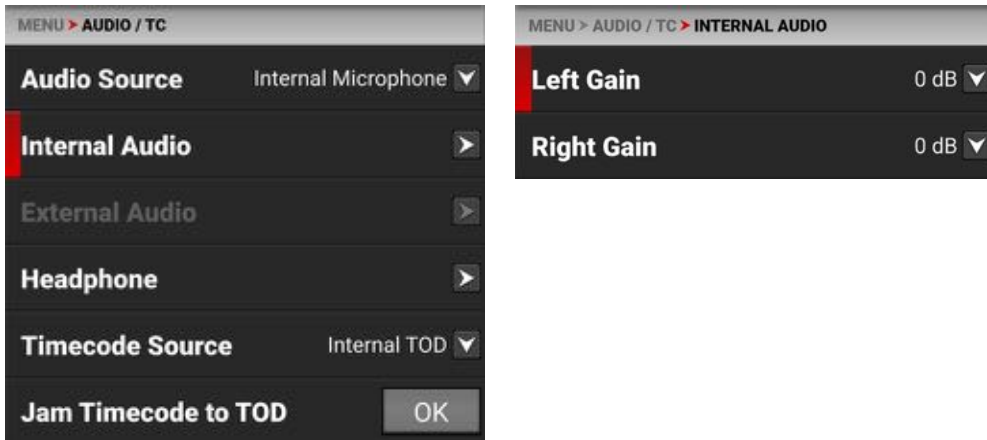 MENU > AUDIO / TC
Audio Source Internal Microphone
Internal Audio
External Audio
Headphone
Timecode Source Internal TOD
Jam Timecode to TOD OK
MENU > AUDIO / TC > INTERNAL AUDIO
Left Gain 0 dB
Right Gain 0 dB